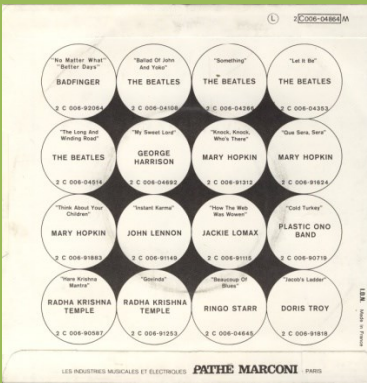 Ⓛ 2C006-04864 M
"No Matter What"
"Better Days"
BADFINGER
2 C 006-92064
"Ballad Of John
And Yoko"
THE BEATLES
2 C 006-04108
"Something"
THE BEATLES
2 C 006-04266
"Let It Be"
THE BEATLES
2 C 006-04353
"The Long And
Winding Road"
THE BEATLES
2 C 006-04514
"My Sweet Lord"
GEORGE
HARRISON
2 C 006-04692
"Knock, Knock,
Who's There"
MARY HOPKIN
2 C 006-91312
"Que Sara, Sera"
MARY HOPKIN
2 C 006-91624
"Think About Your
Children"
MARY HOPKIN
2 C 006-91883
"Instant Karma"
JOHN LENNON
2 C 006-91149
"How The Web
Was Woven"
JACKIE LOMAX
2 C 006-91115
"Cold Turkey"
PLASTIC ONO
BAND
2 C 006-90719
"Hare Krishna
Mantra"
RADHA KRISHNA
TEMPLE
2 C 006-90587
"Govinda"
RADHA KRISHNA
TEMPLE
2 C 006-91253
"Beaucoup Of
Blues"
RINGO STARR
2 C 006-04645
"Jacob's Ladder"
DORIS TROY
2 C 006-91818
I.D.N. Made in France
LES INDUSTRIES MUSICALES ET ÉLECTRIQUES PATHÉ MARCONI - PARIS